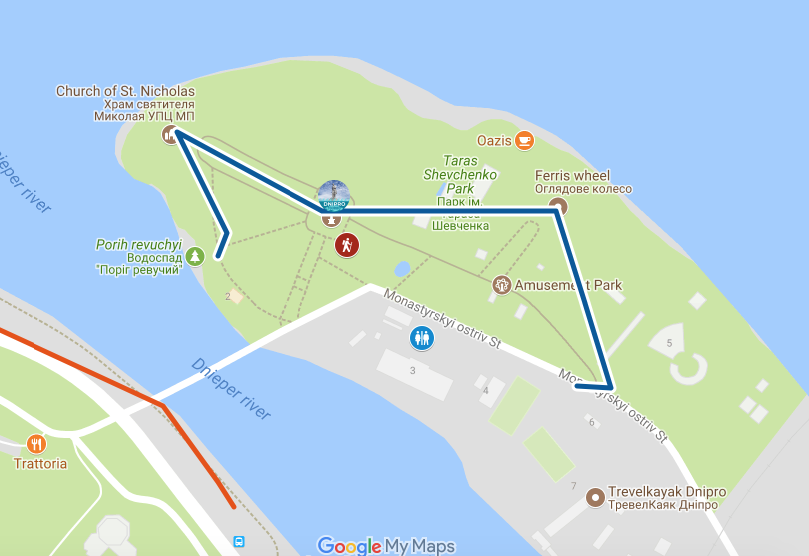 Church of St. Nicholas
Храм святителя
Миколая УПЦ МП
Oazis
Taras
Shevchenko
Park
Парк ім.
Тараса
Шевченка
Ferris wheel
Оглядове колесо
Dnieper river
DNIPRO
Porih revuchyi
Водоспад
"Поріг ревучий"
2
Amusement Park
Monastyrskyi ostriv St
5
Dnieper river
3
4
Monastyrskyi ostriv St
6
Trattoria
7
Trevelkayak Dnipro
ТревелКаяк Дніпро
Google My Maps